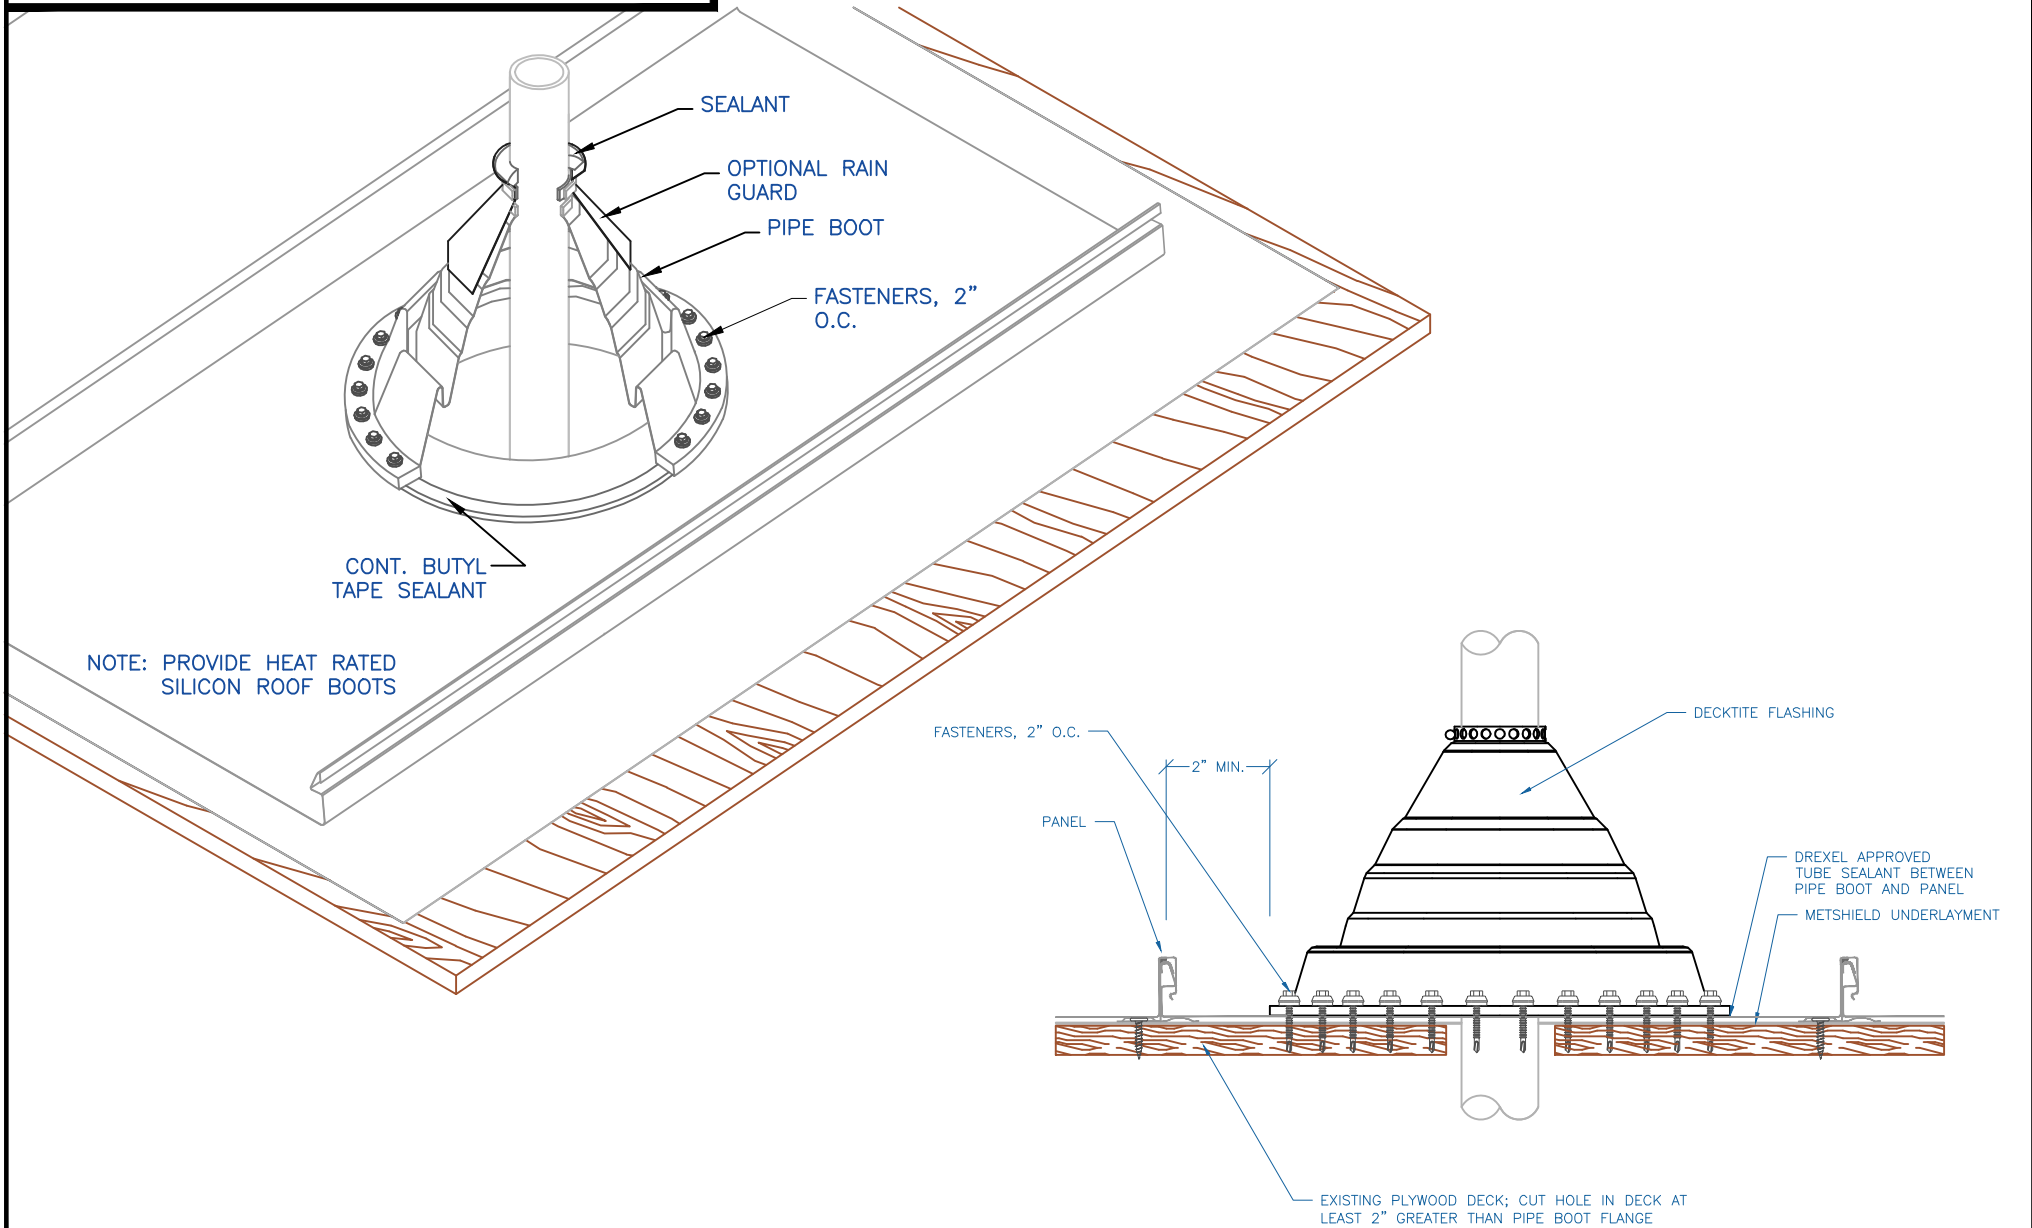 SEALANT
OPTIONAL RAIN
GUARD
PIPE BOOT
FASTENERS, 2”
O.C.
CONT. BUTYL
TAPE SEALANT
NOTE: PROVIDE HEAT RATED
SILICON ROOF BOOTS
DECKTITE FLASHING
FASTENERS, 2” O.C.
2” MIN.
PANEL
DREXEL APPROVED
TUBE SEALANT BETWEEN
PIPE BOOT AND PANEL
METSHIELD UNDERLAYMENT
EXISTING PLYWOOD DECK; CUT HOLE IN DECK AT
LEAST 2” GREATER THAN PIPE BOOT FLANGE